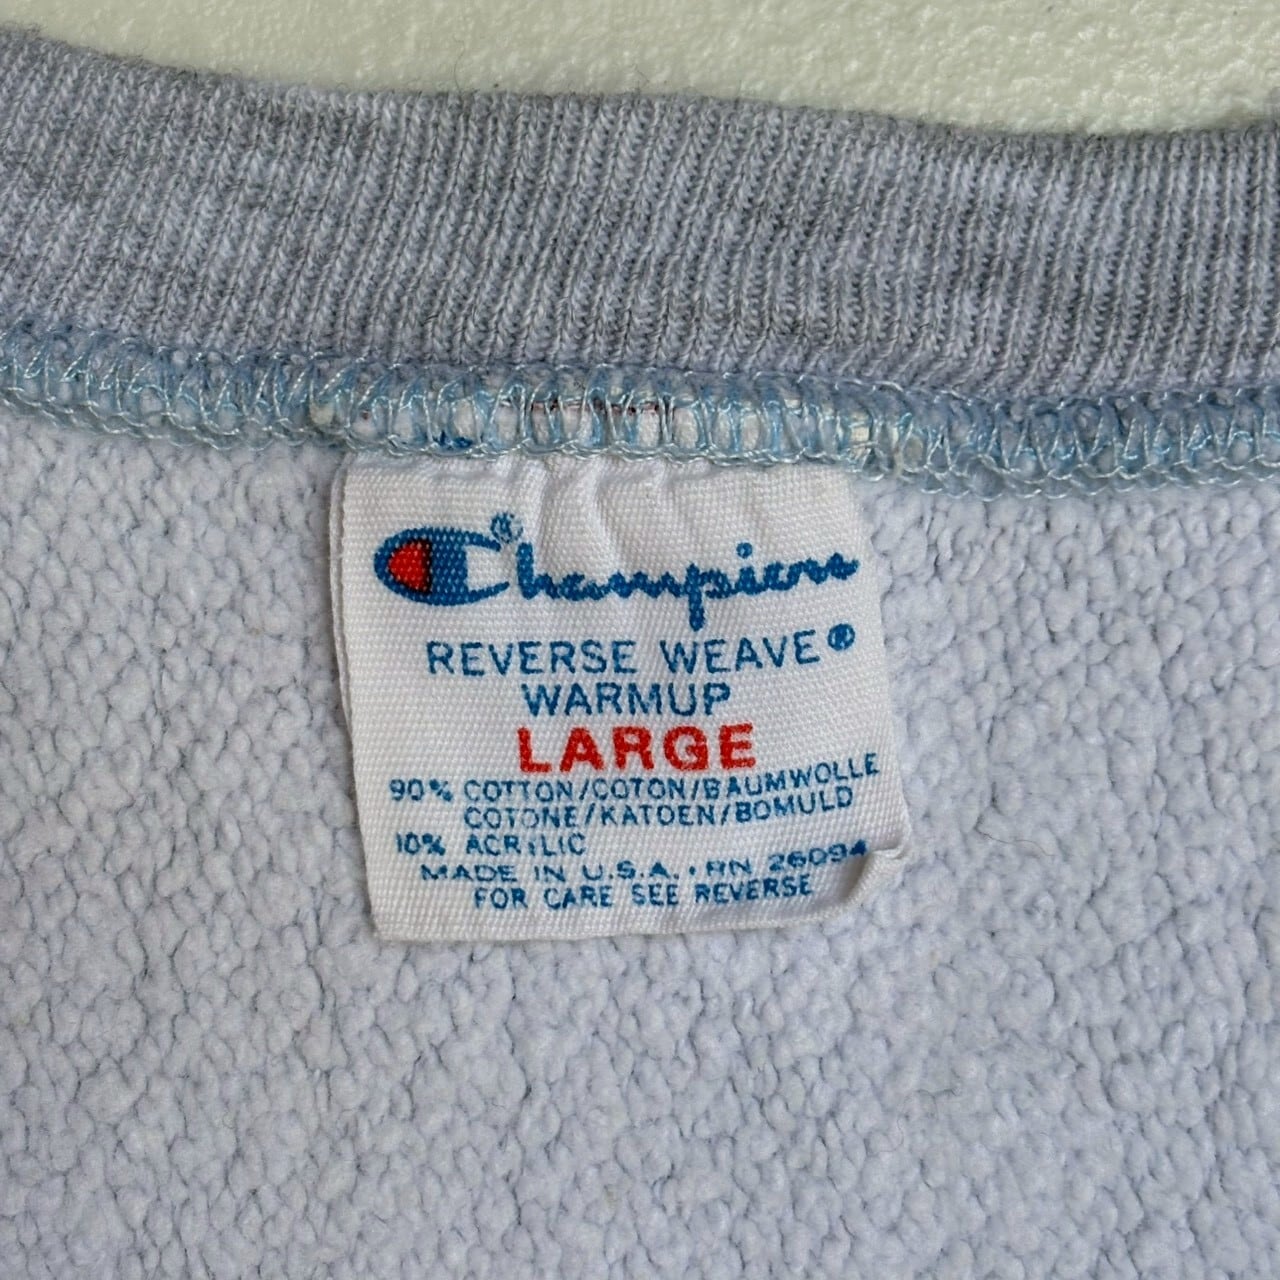 Champion®
REVERSE WEAVE®
WARMUP
LARGE
90% COTTON/COTON/BAUMWOLLE
COTONE/KATOEN/BOMULD
10% ACRYLIC
MADE IN U.S.A. • RN 26094
FOR CARE SEE REVERSE